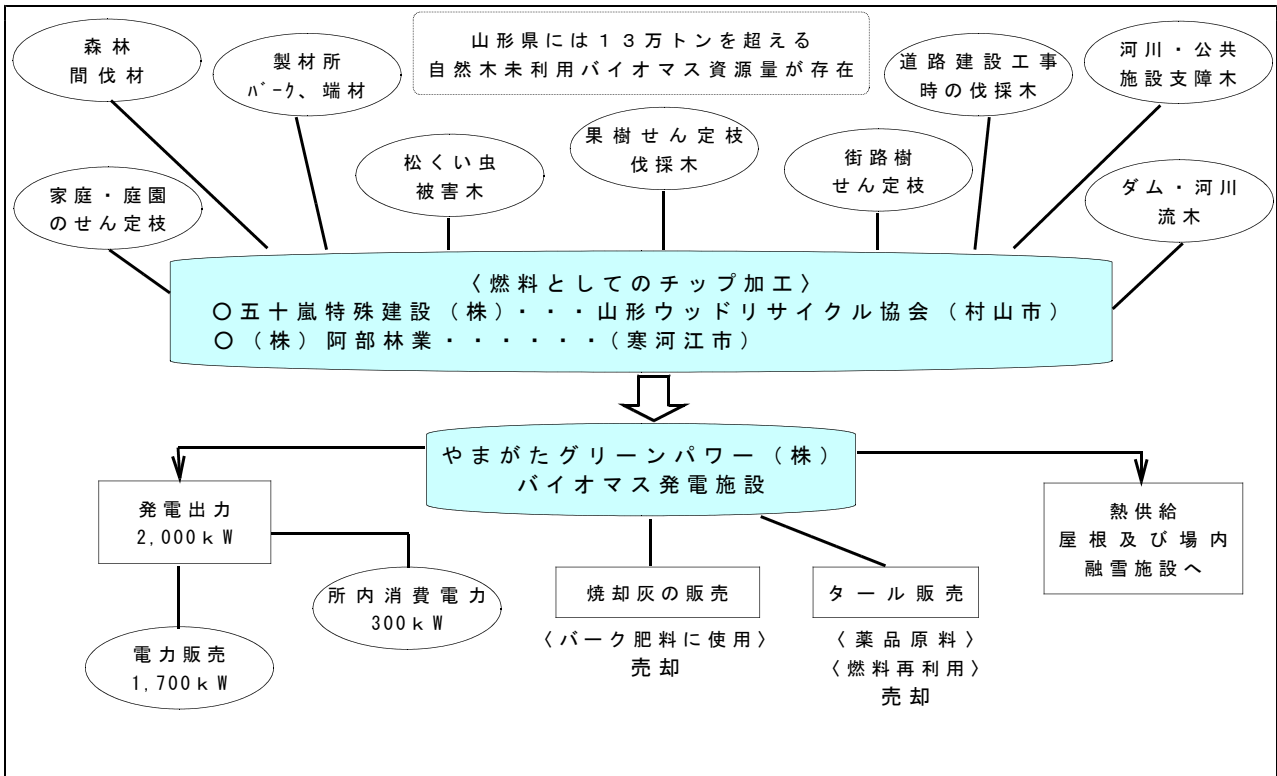 森林
間伐材
製材所
ﾊﾞｰｸ、端材
山形県には１３万トンを超える
自然木未利用バイオマス資源量が存在
道路建設工事
時の伐採木
河川・公共
施設支障木
家庭・庭園
のせん定枝
松くい虫
被害木
果樹せん定枝
伐採木
街路樹
せん定枝
ダム・河川
流木
〈燃料としてのチップ加工〉
○五十嵐特殊建設（株）・・・山形ウッドリサイクル協会（村山市）
○（株）阿部林業・・・・・・（寒河江市）
やまがたグリーンパワー（株）
バイオマス発電施設
発電出力
2,000ｋＷ
所内消費電力
300ｋＷ
電力販売
1,700ｋＷ
焼却灰の販売
〈バーク肥料に使用〉
売却
タール販売
〈薬品原料〉
〈燃料再利用〉
売却
熱供給
屋根及び場内
融雪施設へ